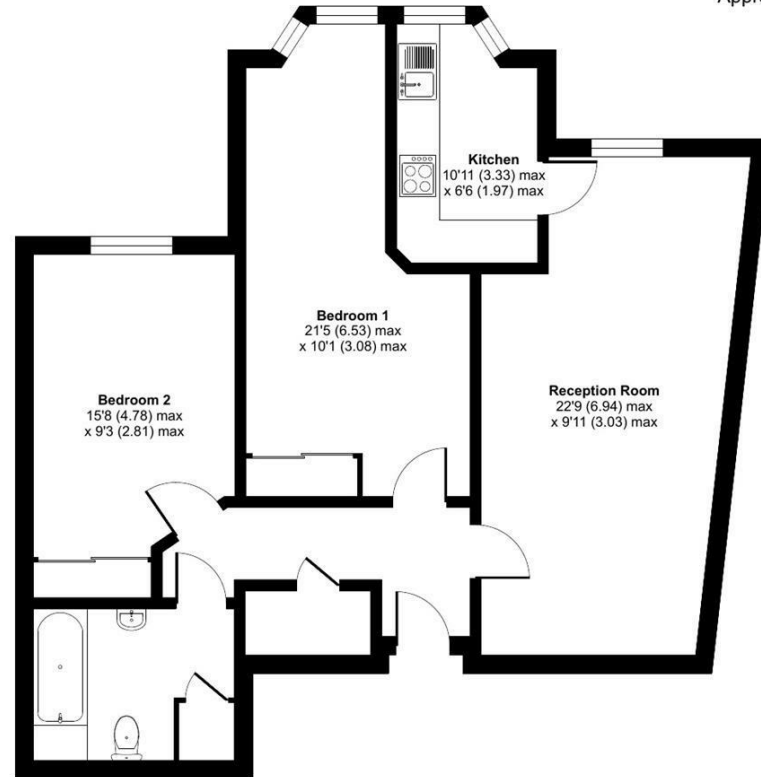 Appr
Kitchen
10'11 (3.33) max
x 6'6 (1.97) max
Bedroom 1
21'5 (6.53) max
x 10'1 (3.08) max
Bedroom 2
15'8 (4.78) max
x 9'3 (2.81) max
Reception Room
22'9 (6.94) max
x 9'11 (3.03) max